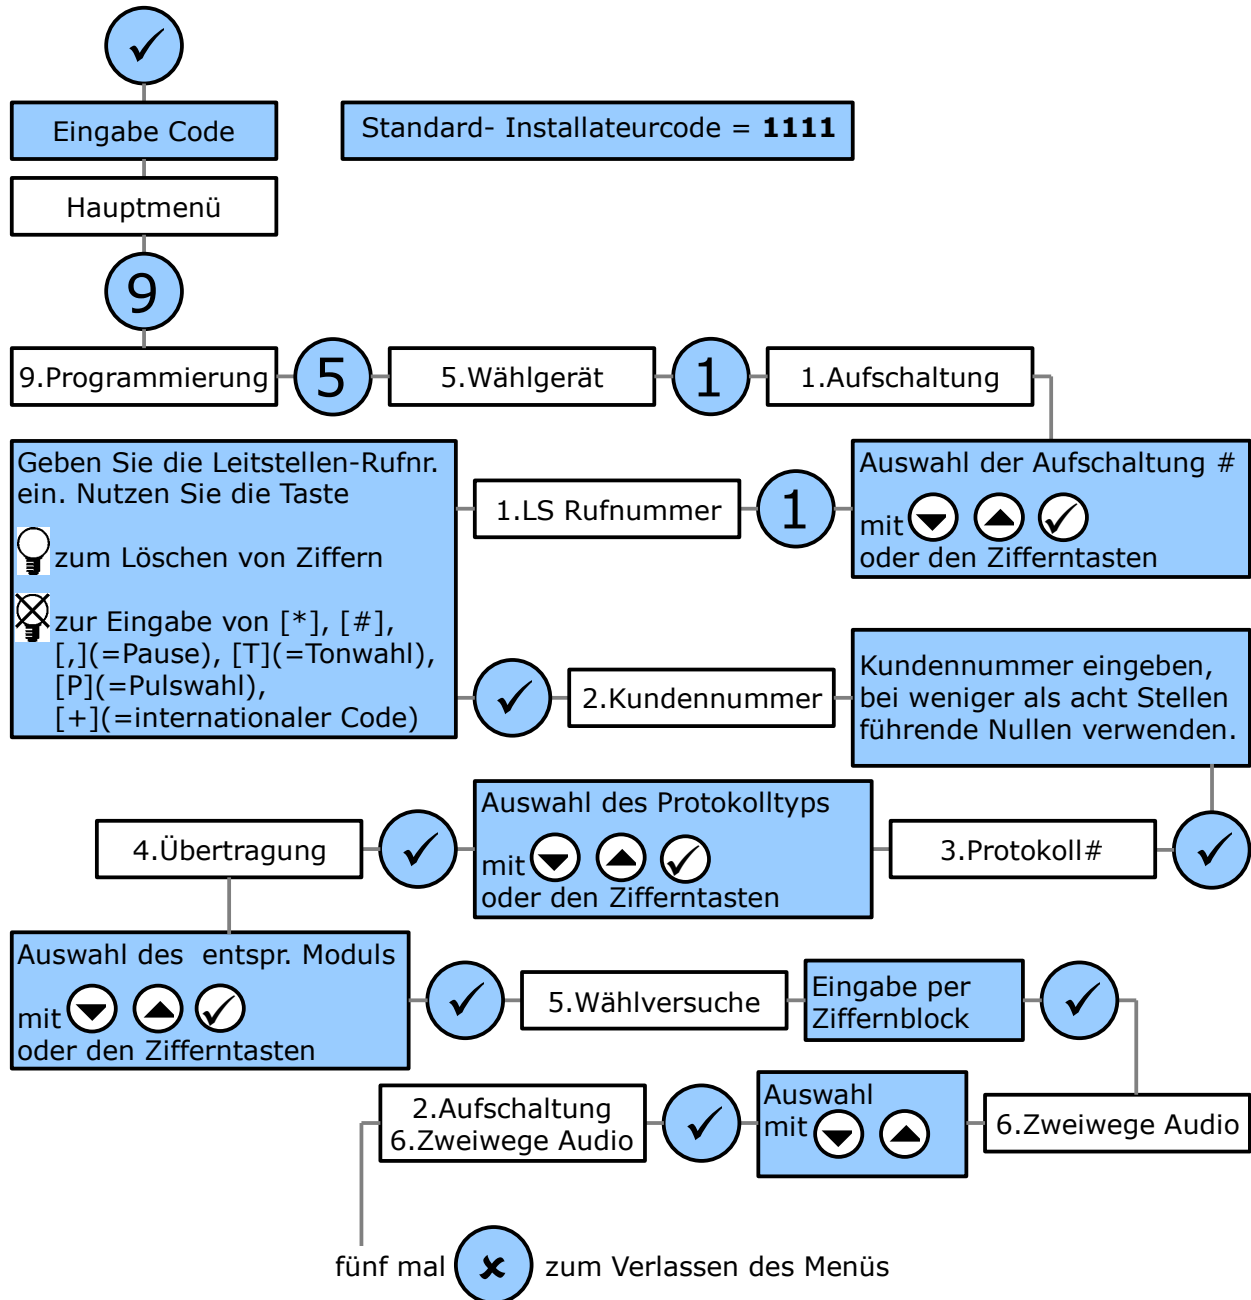 Eingabe Code
Standard- Installateurcode = 1111
Hauptmenü
9
9.Programmierung
5
5.Wählgerät
1
1.Aufschaltung
Auswahl der Aufschaltung #
mit
oder den Zifferntasten
1
1.LS Rufnummer
Geben Sie die Leitstellen-Rufnr.
ein. Nutzen Sie die Taste
zum Löschen von Ziffern
zur Eingabe von [*], [#],
[,](=Pause), [T](=Tonwahl),
[P](=Pulswahl),
[+](=internationaler Code)
2.Kundennummer
Kundennummer eingeben,
bei weniger als acht Stellen
führende Nullen verwenden.
3.Protokoll#
Auswahl des Protokolltyps
mit
oder den Zifferntasten
4.Übertragung
Auswahl des  entspr. Moduls
mit
oder den Zifferntasten
5.Wählversuche
Eingabe per
Ziffernblock
6.Zweiwege Audio
Auswahl
mit
2.Aufschaltung
6.Zweiwege Audio
fünf mal
zum Verlassen des Menüs